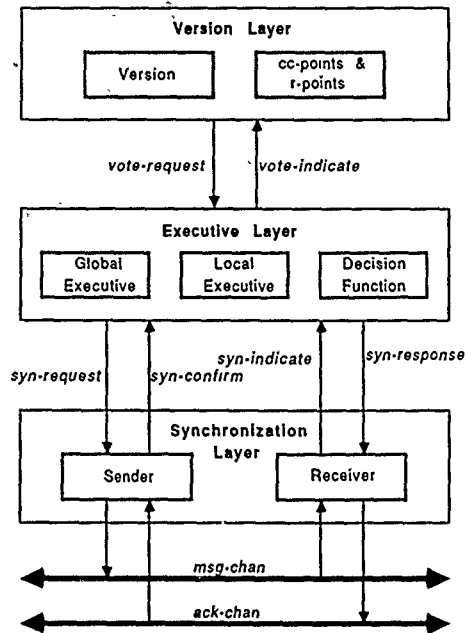 Version Layer
Version
cc-points &
r-points
vote-request
vote-indicate
Executive Layer
Global
Executive
Local
Executive
Decision
Function
syn-indicate
syn-response
syn-request
syn-confirm
Synchronization
Layer
Sender
Receiver
msg-chan
ack-chan